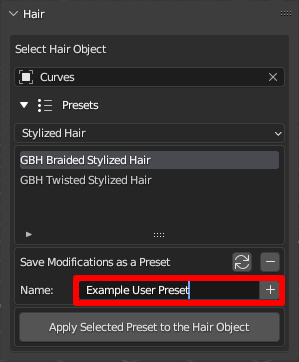 Hair
Select Hair Object
Curves
Presets
Stylized Hair
GBH Braided Stylized Hair
GBH Twisted Stylized Hair
Save Modifications as a Preset
Name: Example User Preset
Apply Selected Preset to the Hair Object